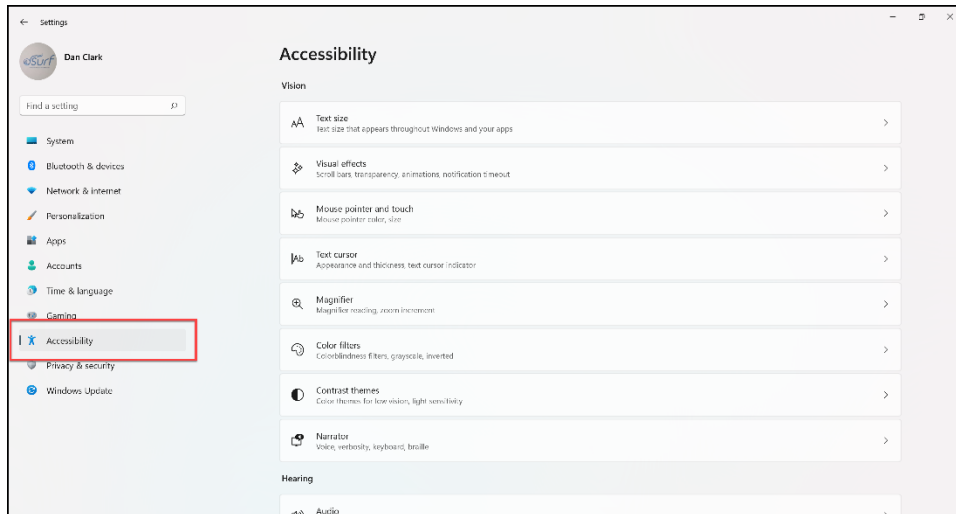 Settings
Dan Clark
Find a setting
System
Bluetooth & devices
Network & internet
Personalization
Apps
Accounts
Time & language
Gaming
Accessibility
Privacy & security
Windows Update
Accessibility
Vision
Text size
Text size that appears throughout Windows and your apps
Visual effects
Scroll bars, transparency, animations, notification timeout
Mouse pointer and touch
Mouse pointer color, size
Text cursor
Appearance and thickness, text cursor indicator
Magnifier
Magnifier reading, zoom increment
Color filters
Colorblindness filters, grayscale, inverted
Contrast themes
Color themes for low vision, light sensitivity
Narrator
Voice, verbosity, keyboard, braille
Hearing
Audio